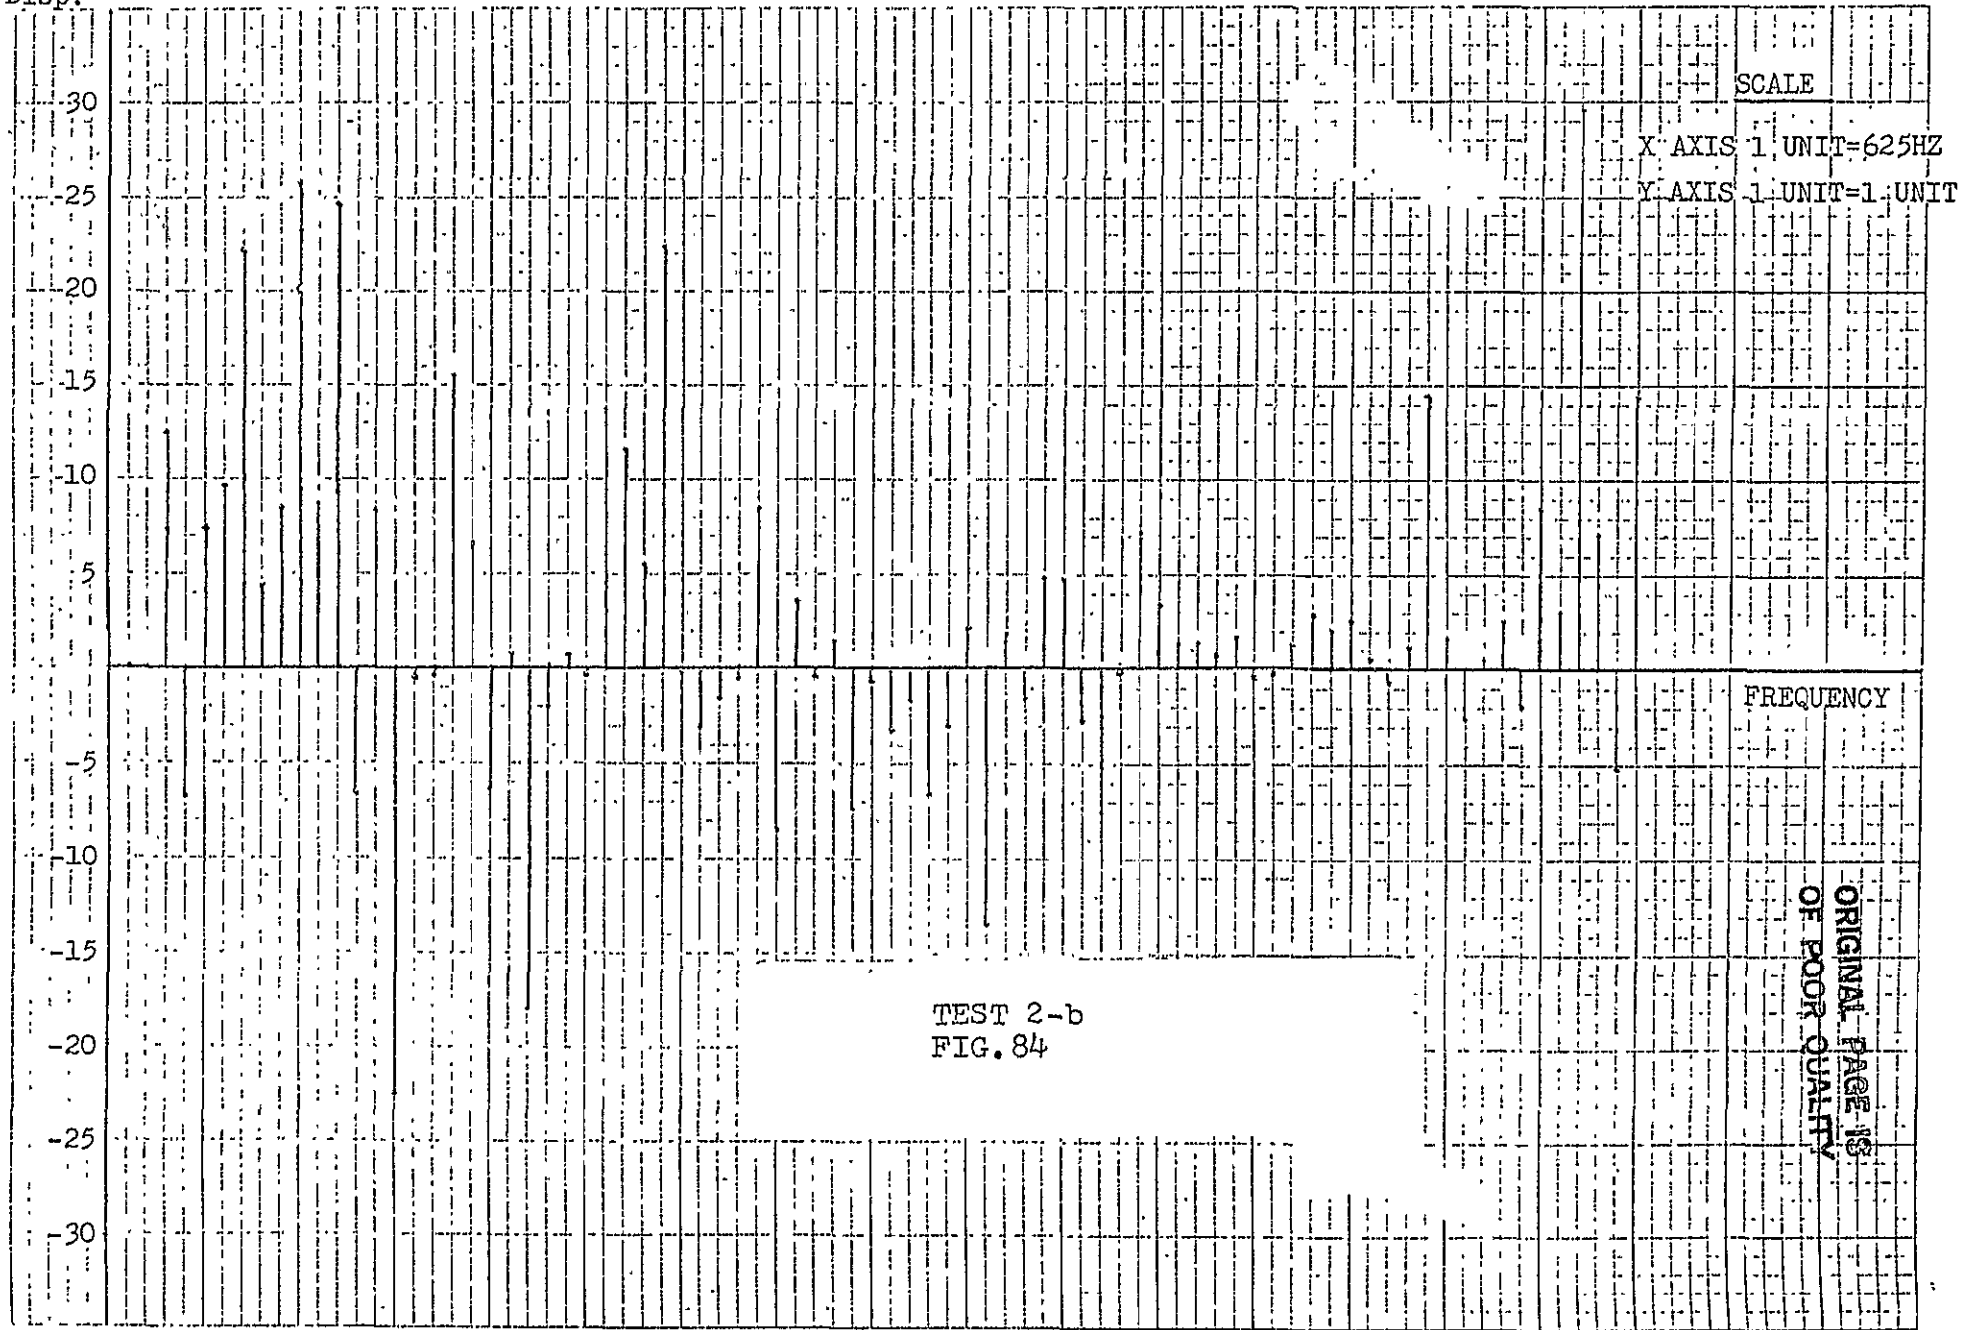 Disp.
30
SCALE
X AXIS 1 UNIT=625HZ
25
Y AXIS 1 UNIT=1 UNIT
20
15
10
5
FREQUENCY
-5
-10
-15
TEST 2-b
FIG.84
-20
-25
-30
ORIGINAL PAGE IS
OF POOR QUALITY